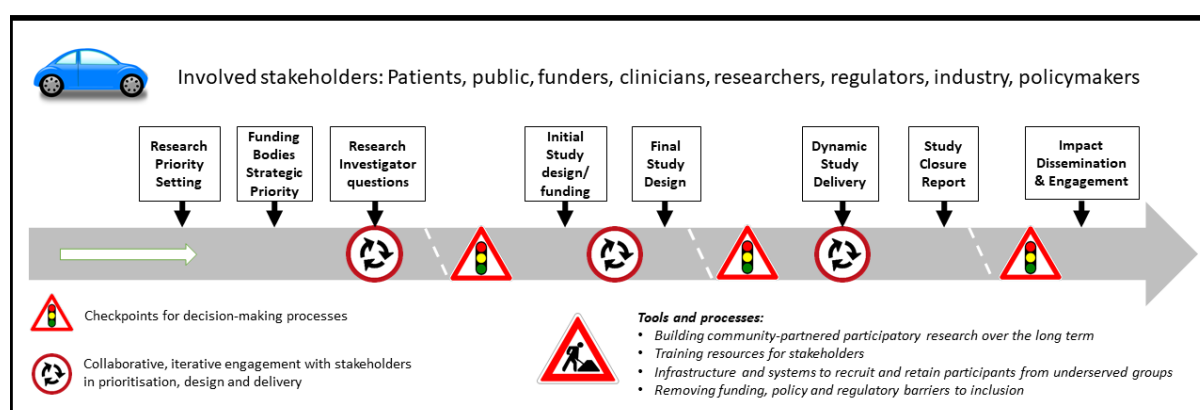 Involved stakeholders: Patients, public, funders, clinicians, researchers, regulators, industry, policymakers
Research
Priority
Setting
Funding
Bodies
Strategic
Priority
Research
Investigator
questions
Initial
Study
design/
funding
Final
Study
Design
Dynamic
Study
Delivery
Study
Closure
Report
Impact
Dissemination
& Engagement
Checkpoints for decision-making processes
Collaborative, iterative engagement with stakeholders
in prioritisation, design and delivery
Tools and processes:
• Building community-partnered participatory research over the long term
• Training resources for stakeholders
• Infrastructure and systems to recruit and retain participants from underserved groups
• Removing funding, policy and regulatory barriers to inclusion